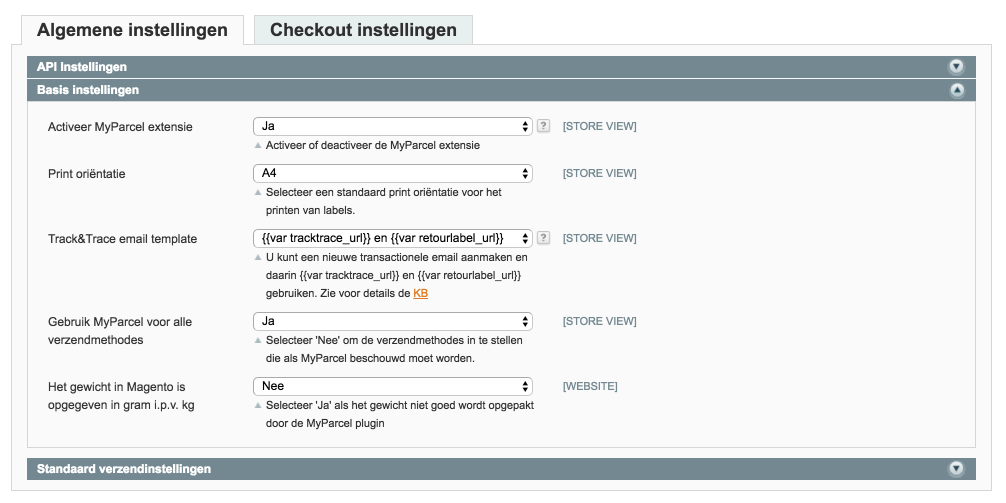 Algemene instellingen
Checkout instellingen
API Instellingen
Basis instellingen
Activeer MyParcel extensie
Ja
?
[STORE VIEW]
Activeer of deactiveer de MyParcel extensie
Print oriëntatie
A4
[STORE VIEW]
Selecteer een standaard print oriëntatie voor het
printen van labels.
Track&Trace email template
{{var tracktrace_url}} en {{var retourlabel_url}}
?
[STORE VIEW]
U kunt een nieuwe transactionele email aanmaken en
daarin {{var tracktrace_url}} en {{var retourlabel_url}}
gebruiken. Zie voor details de KB
Gebruik MyParcel voor alle
verzendmethodes
Ja
[STORE VIEW]
Selecteer 'Nee' om de verzendmethodes in te stellen
die als MyParcel beschouwd moet worden.
Het gewicht in Magento is
opgegeven in gram i.p.v. kg
Nee
[WEBSITE]
Selecteer 'Ja' als het gewicht niet goed wordt opgepakt
door de MyParcel plugin
Standaard verzendinstellingen